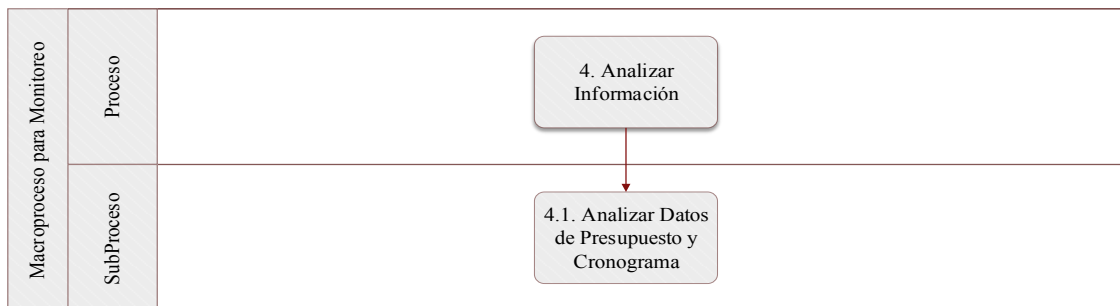 Macroproceso para Monitoreo
Proceso
4. Analizar
Información
SubProceso
4.1. Analizar Datos
de Presupuesto y
Cronograma